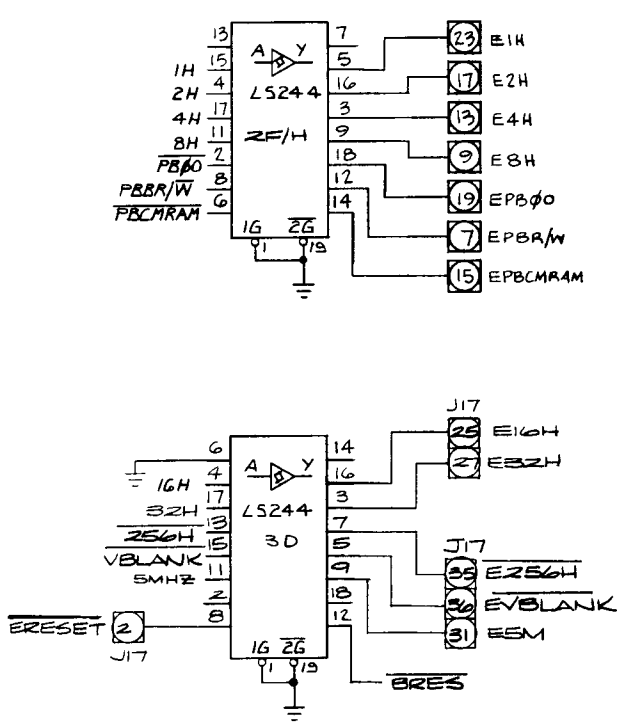 13 7
A Y
1H 15 5 23 E1H
2H 4 LS244 16 17 E2H
4H 17 3 13 E4H
8H 11 2F/H 9 9 E8H
PBØ0 2 18 19 EPBØ0
PBBR/W 8 12 7 EPBR/W
PBCMRAM 6 14 15 EPBCMRAM
1G 2G
1 19
J17
6 14 25 E16H
A Y
16H 4 16 27 E32H
32H 17 LS244 3
256H 13 3D 7 J17
VBLANK 15 5 35 E256H
5MHZ 11 9 36 EVBLANK
2 18 31 E5M
ERESET 2 8 12
J17
1G 2G
1 19
BRES